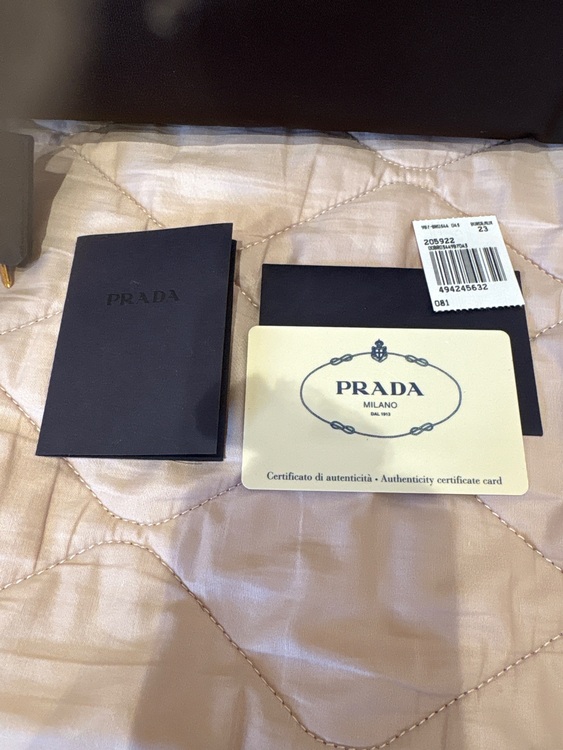 PRADA
23
205922
494245632
081
PRADA
MILANO
DAL 1913
Certificato di autenticità • Authenticity certificate card